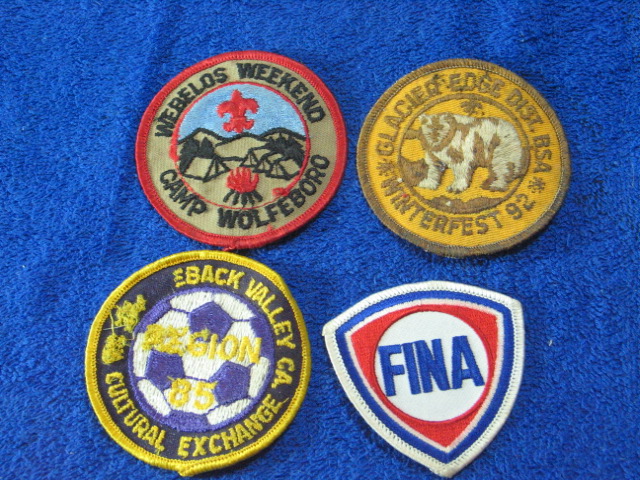 WEBELOS WEEKEND
CAMP WOLFEBORO
GLACIER EDGE DIST. BSA
WINTERFEST 92
EBACK VALLEY CA.
REGION
85
CULTURAL EXCHANGE
FINA